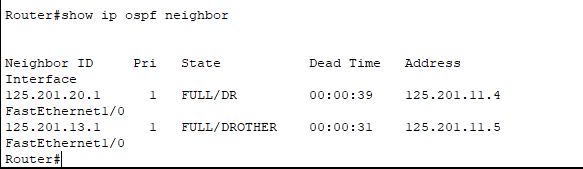 Router#show ip ospf neighbor
Neighbor ID Pri State Dead Time Address
Interface
125.201.20.1 1 FULL/DR 00:00:39 125.201.11.4
FastEthernet1/0
125.201.13.1 1 FULL/DROTHER 00:00:31 125.201.11.5
FastEthernet1/0
Router#